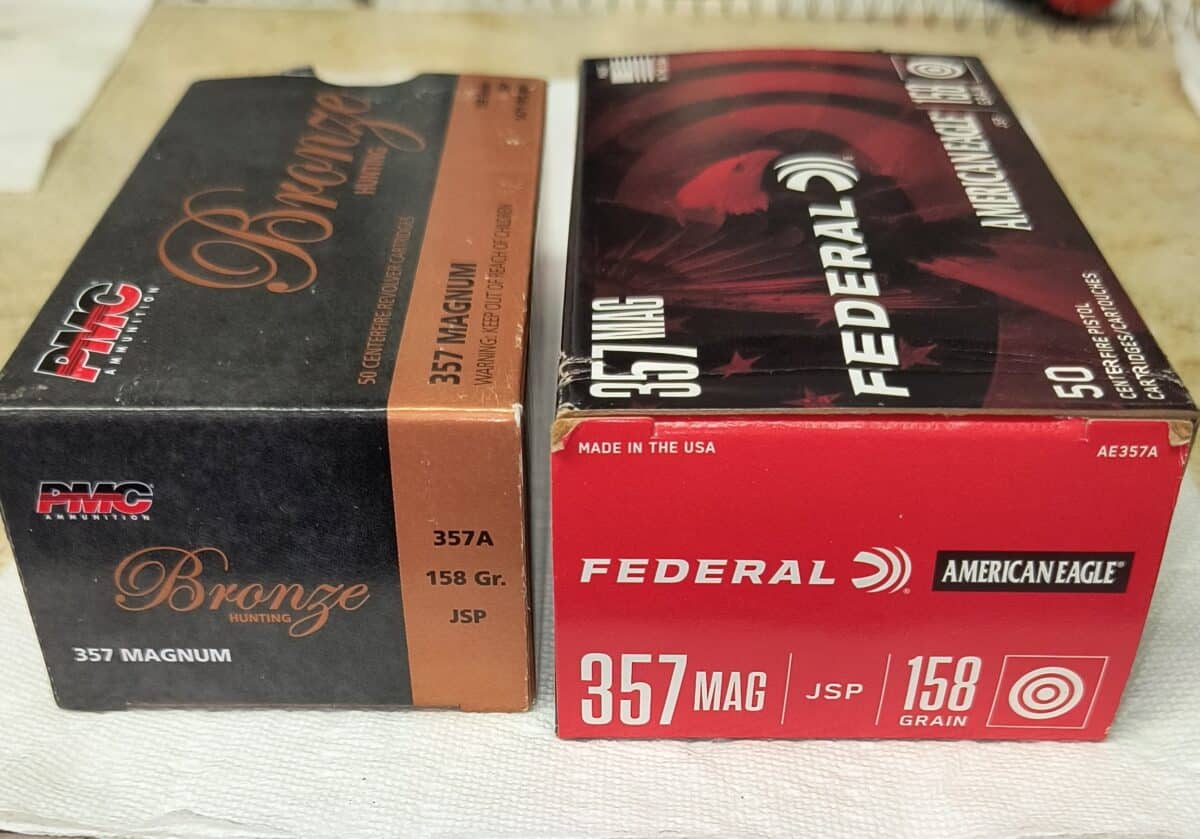 Bronze
HUNTING
PMC
AMMUNITION
50 CENTERFIRE REVOLVER CARTRIDGES
357 MAGNUM
WARNING: KEEP OUT OF REACH OF CHILDREN
PMC
AMMUNITION
Bronze
HUNTING
357 MAGNUM
357A
158 Gr.
JSP
357 MAG
FEDERAL
AMERICAN EAGLE
158
50
CENTERFIRE PISTOL
CARTRIDGES/CARTOUCHES
MADE IN THE USA
AE357A
FEDERAL
AMERICAN EAGLE
357 MAG
JSP
158
GRAIN